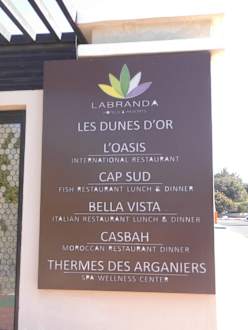 LABRANDA
HOTELS & RESORTS
LES DUNES D'OR
L'OASIS
INTERNATIONAL RESTAURANT
CAP SUD
FISH RESTAURANT LUNCH & DINNER
BELLA VISTA
ITALIAN RESTAURANT LUNCH & DINNER
CASBAH
MOROCCAN RESTAURANT DINNER
THERMES DES ARGANIERS
SPA WELLNESS CENTER